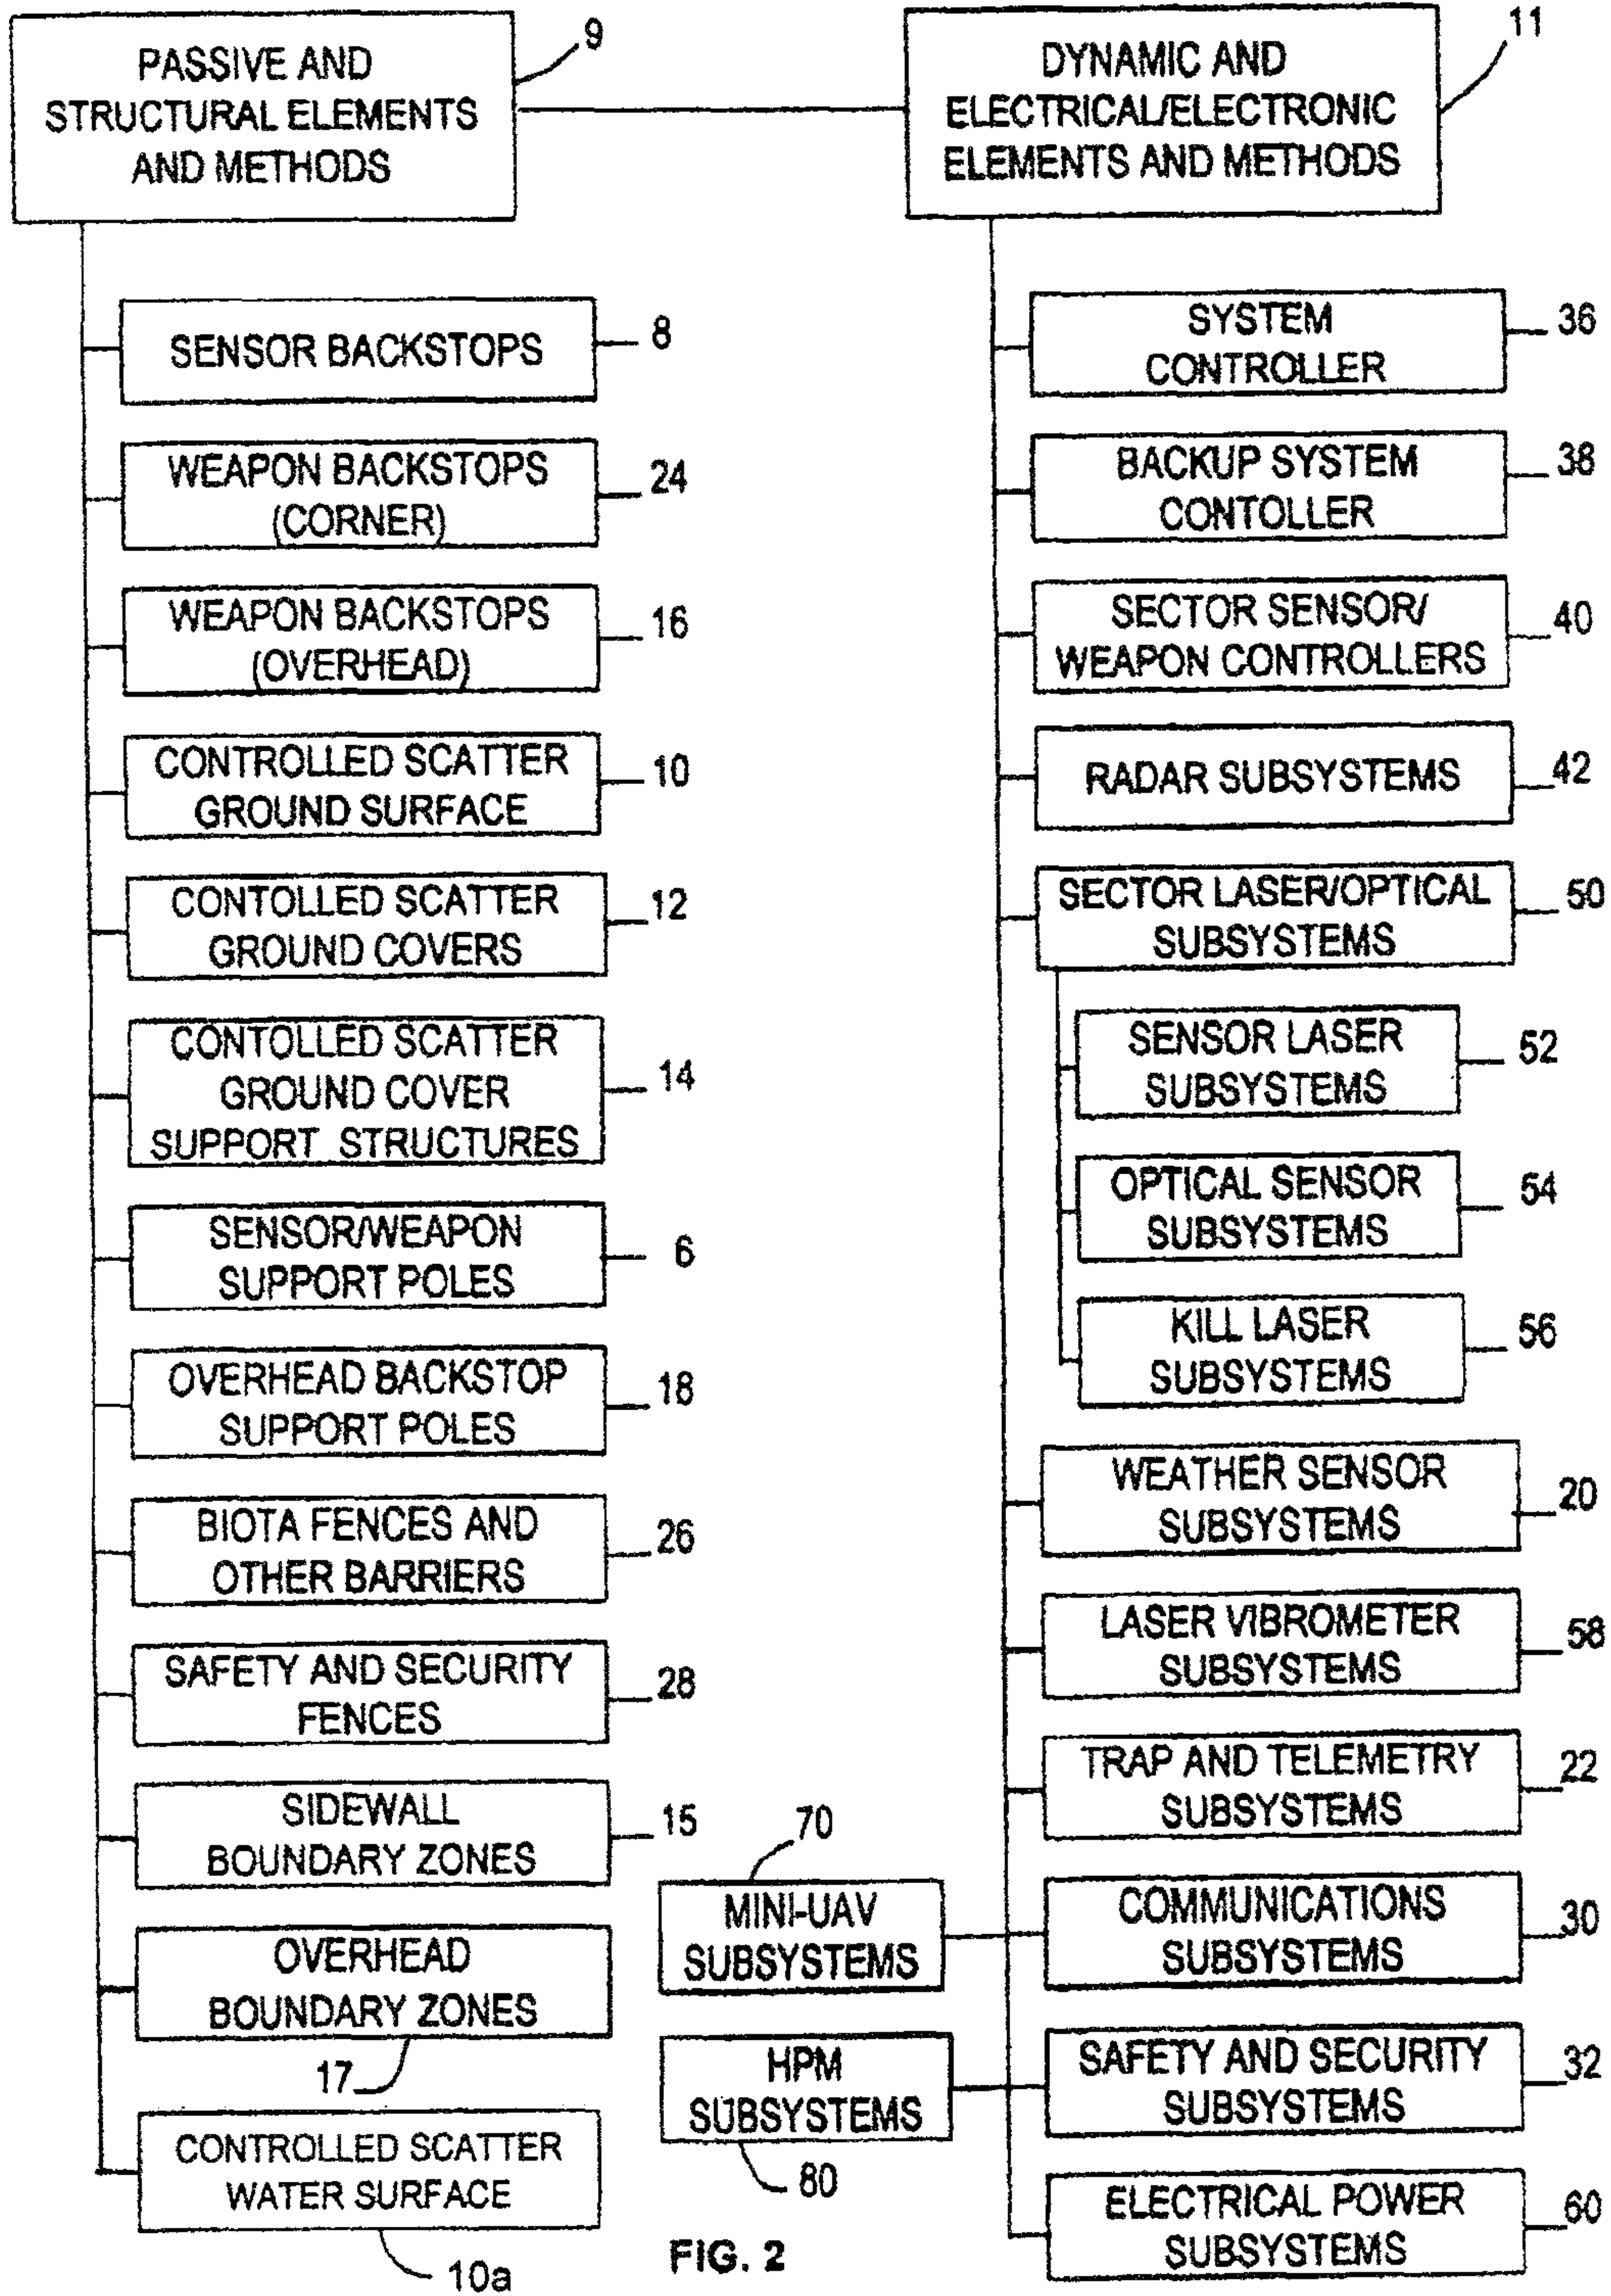 PASSIVE AND
STRUCTURAL ELEMENTS
AND METHODS
9
DYNAMIC AND
ELECTRICAL/ELECTRONIC
ELEMENTS AND METHODS
11
SENSOR BACKSTOPS
8
WEAPON BACKSTOPS
(CORNER)
24
WEAPON BACKSTOPS
(OVERHEAD)
16
CONTROLLED SCATTER
GROUND SURFACE
10
CONTOLLED SCATTER
GROUND COVERS
12
CONTOLLED SCATTER
GROUND COVER
SUPPORT STRUCTURES
14
SENSOR/WEAPON
SUPPORT POLES
6
OVERHEAD BACKSTOP
SUPPORT POLES
18
BIOTA FENCES AND
OTHER BARRIERS
26
SAFETY AND SECURITY
FENCES
28
SIDEWALL
BOUNDARY ZONES
15
OVERHEAD
BOUNDARY ZONES
17
CONTROLLED SCATTER
WATER SURFACE
10a
SYSTEM
CONTROLLER
36
BACKUP SYSTEM
CONTOLLER
38
SECTOR SENSOR/
WEAPON CONTROLLERS
40
RADAR SUBSYSTEMS
42
SECTOR LASER/OPTICAL
SUBSYSTEMS
50
SENSOR LASER
SUBSYSTEMS
52
OPTICAL SENSOR
SUBSYSTEMS
54
KILL LASER
SUBSYSTEMS
56
WEATHER SENSOR
SUBSYSTEMS
20
LASER VIBROMETER
SUBSYSTEMS
58
TRAP AND TELEMETRY
SUBSYSTEMS
22
70
MINI-UAV
SUBSYSTEMS
COMMUNICATIONS
SUBSYSTEMS
30
HPM
SUBSYSTEMS
80
SAFETY AND SECURITY
SUBSYSTEMS
32
ELECTRICAL POWER
SUBSYSTEMS
60
FIG. 2